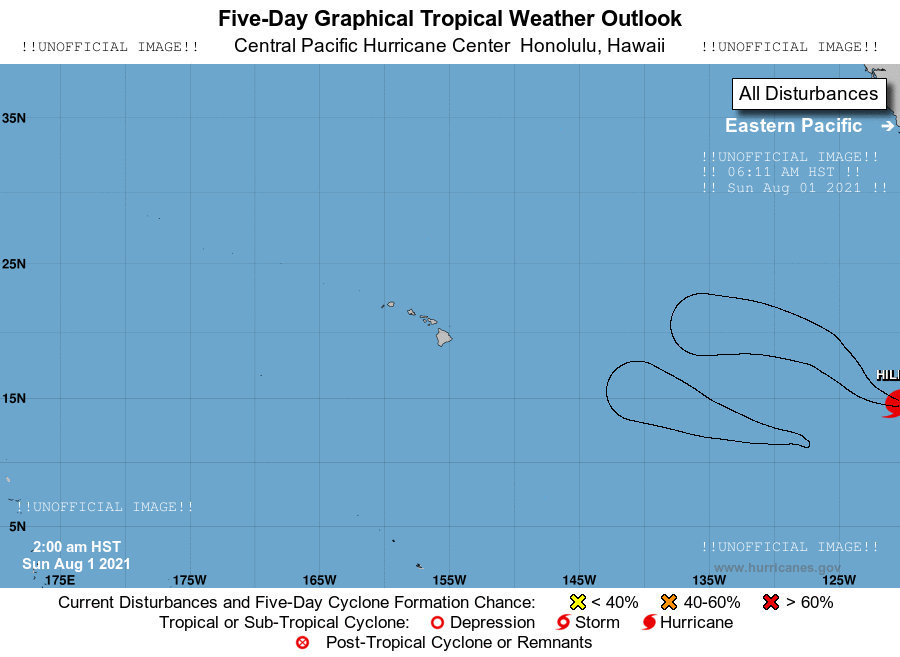 Five-Day Graphical Tropical Weather Outlook
!!UNOFFICIAL IMAGE!! Central Pacific Hurricane Center Honolulu, Hawaii !!UNOFFICIAL IMAGE!!
All Disturbances
35N
Eastern Pacific
!!UNOFFICIAL IMAGE!!
!! 06:11 AM HST !!
!! Sun Aug 01 2021 !!
25N
HIL
15N
!!UNOFFICIAL IMAGE!!
5N
2:00 am HST
Sun Aug 1 2021
!!UNOFFICIAL IMAGE!!
www.hurricanes.gov
175E 175W 165W 155W 145W 135W 125W
Current Disturbances and Five-Day Cyclone Formation Chance: < 40% 40-60% > 60%
Tropical or Sub-Tropical Cyclone: Depression Storm Hurricane
Post-Tropical Cyclone or Remnants